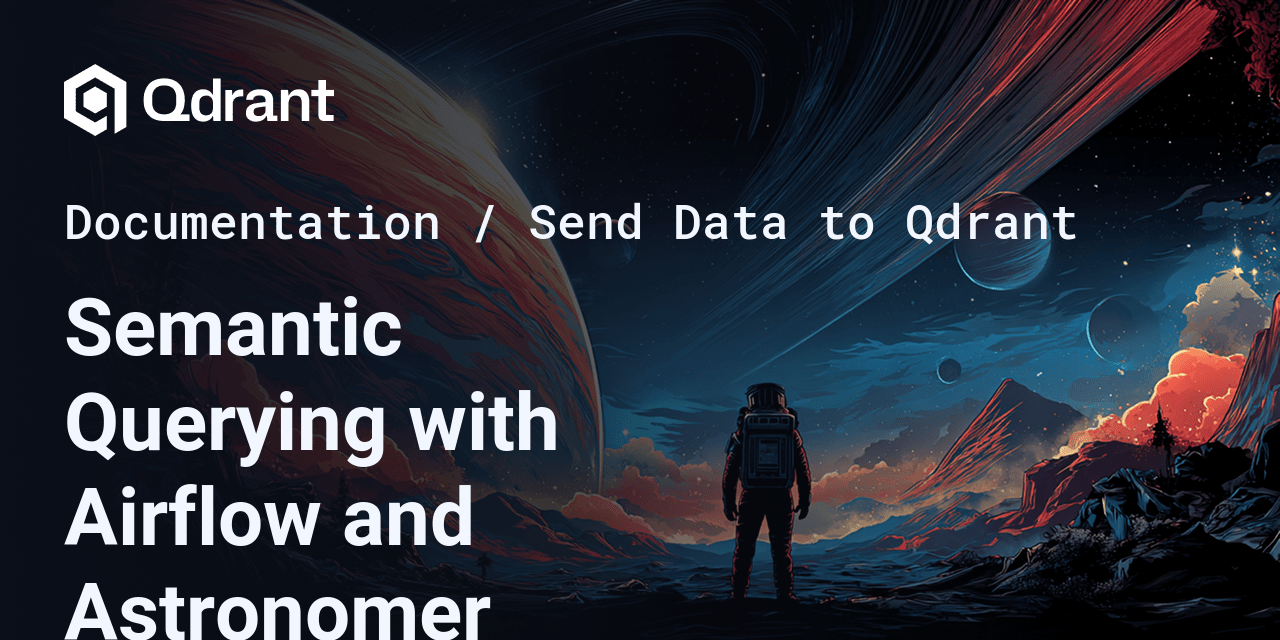 Qdrant
Documentation / Send Data to Qdrant
Semantic
Querying with
Airflow and
Astronomer